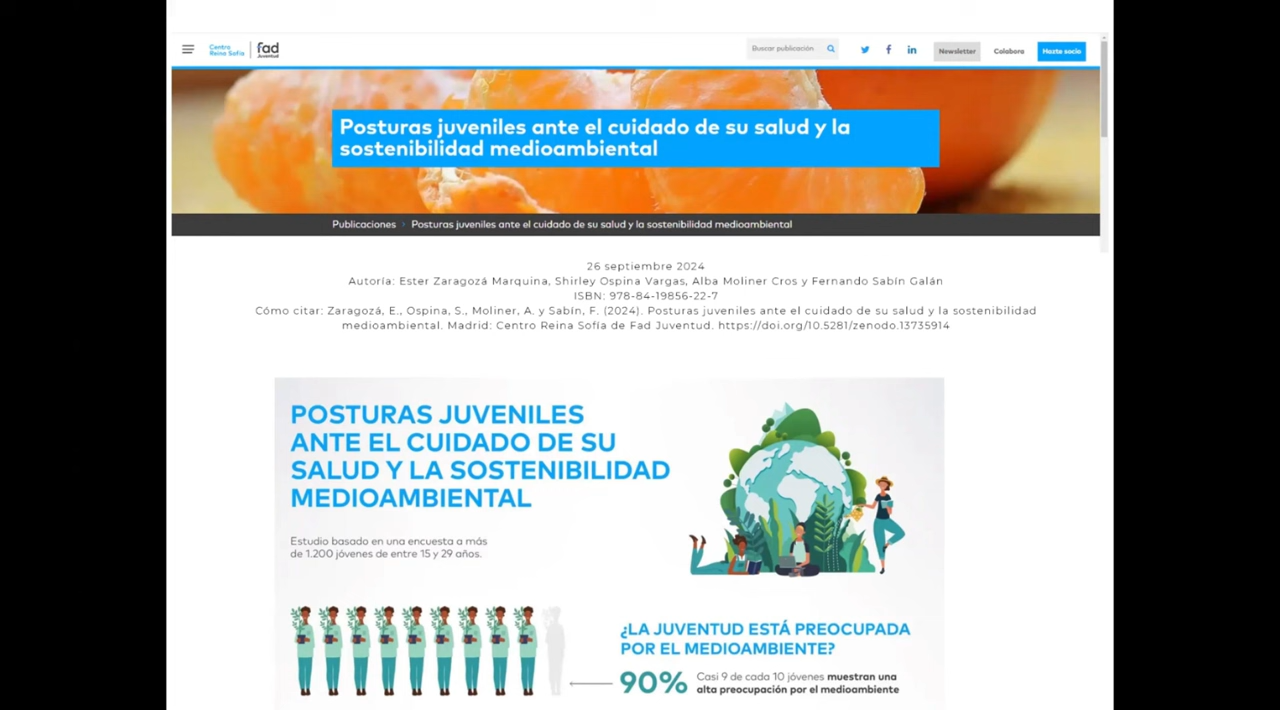 Centro
Reina Sofía
fad
Juventud
Buscar publicación
Newsletter
Colabora
Hazte socio
Posturas juveniles ante el cuidado de su salud y la
sostenibilidad medioambiental
Publicaciones › Posturas juveniles ante el cuidado de su salud y la sostenibilidad medioambiental
26 septiembre 2024
Autoría: Ester Zaragozá Marquina, Shirley Ospina Vargas, Alba Moliner Cros y Fernando Sabín Galán
ISBN: 978-84-19856-22-7
Cómo citar: Zaragozá, E., Ospina, S., Moliner, A. y Sabín, F. (2024). Posturas juveniles ante el cuidado de su salud y la sostenibilidad
medioambiental. Madrid: Centro Reina Sofía de Fad Juventud. https://doi.org/10.5281/zenodo.13735914
POSTURAS JUVENILES
ANTE EL CUIDADO DE SU
SALUD Y LA SOSTENIBILIDAD
MEDIOAMBIENTAL
Estudio basado en una encuesta a más
de 1.200 jóvenes de entre 15 y 29 años.
¿LA JUVENTUD ESTÁ PREOCUPADA
POR EL MEDIOAMBIENTE?
90%
Casi 9 de cada 10 jóvenes muestran una
alta preocupación por el medioambiente